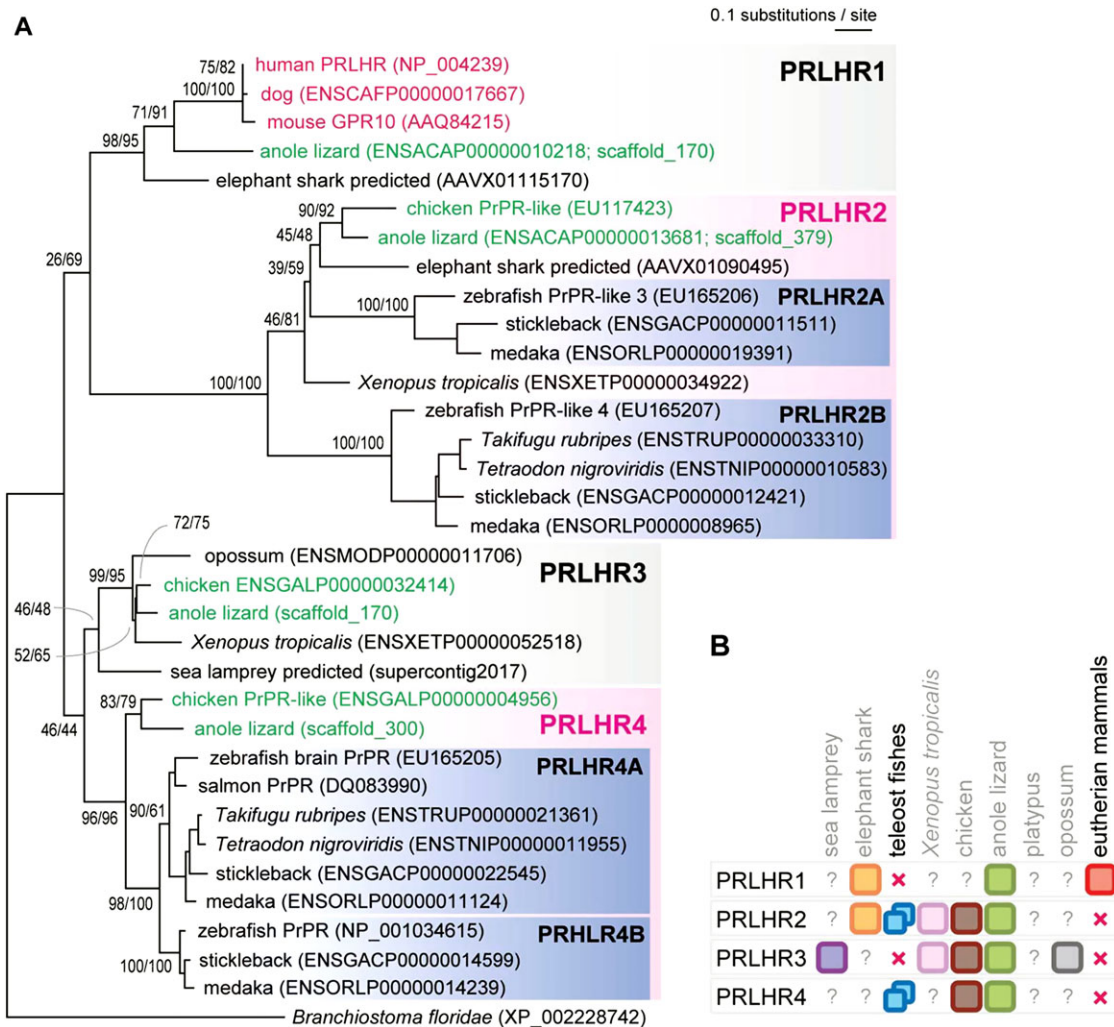 A
0.1 substitutions / site
PRLHR1
75/82
human PRLHR (NP_004239)
100/100
dog (ENSCAFP00000017667)
71/91
mouse GPR10 (AAQ84215)
98/95
anole lizard (ENSACAP00000010218; scaffold_170)
elephant shark predicted (AAVX01115170)
PRLHR2
90/92
chicken PrPR-like (EU117423)
45/48
anole lizard (ENSACAP00000013681; scaffold_379)
26/69
39/59
elephant shark predicted (AAVX01090495)
PRLHR2A
100/100
zebrafish PrPR-like 3 (EU165206)
46/81
stickleback (ENSGACP00000011511)
medaka (ENSORLP00000019391)
100/100
Xenopus tropicalis (ENSXETP00000034922)
PRLHR2B
zebrafish PrPR-like 4 (EU165207)
100/100
Takifugu rubripes (ENSTRUP00000033310)
Tetraodon nigroviridis (ENSTNIP00000010583)
stickleback (ENSGACP00000012421)
medaka (ENSORLP0000008965)
72/75
PRLHR3
opossum (ENSMODP00000011706)
99/95
chicken ENSGALP00000032414)
46/48
anole lizard (scaffold_170)
52/65
Xenopus tropicalis (ENSXETP00000052518)
sea lamprey predicted (supercontig2017)
83/79
chicken PrPR-like (ENSGALP00000004956)
46/44
anole lizard (scaffold_300)
PRLHR4
zebrafish brain PrPR (EU165205)
PRLHR4A
salmon PrPR (DQ083990)
96/96
90/61
Takifugu rubripes (ENSTRUP00000021361)
Tetraodon nigroviridis (ENSTNIP00000011955)
stickleback (ENSGACP00000022545)
98/100
medaka (ENSORLP00000011124)
zebrafish PrPR (NP_001034615)
PRHLR4B
100/100
stickleback (ENSGACP00000014599)
medaka (ENSORLP00000014239)
Branchiostoma floridae (XP_002228742)
B
sea lamprey
elephant shark
teleost fishes
Xenopus tropicalis
chicken
anole lizard
platypus
opossum
eutherian mammals
PRLHR1 ? × ? ? ? ?
PRLHR2 ? ? ? ×
PRLHR3 ? × ? ×
PRLHR4 ? ? ? ? ? ×